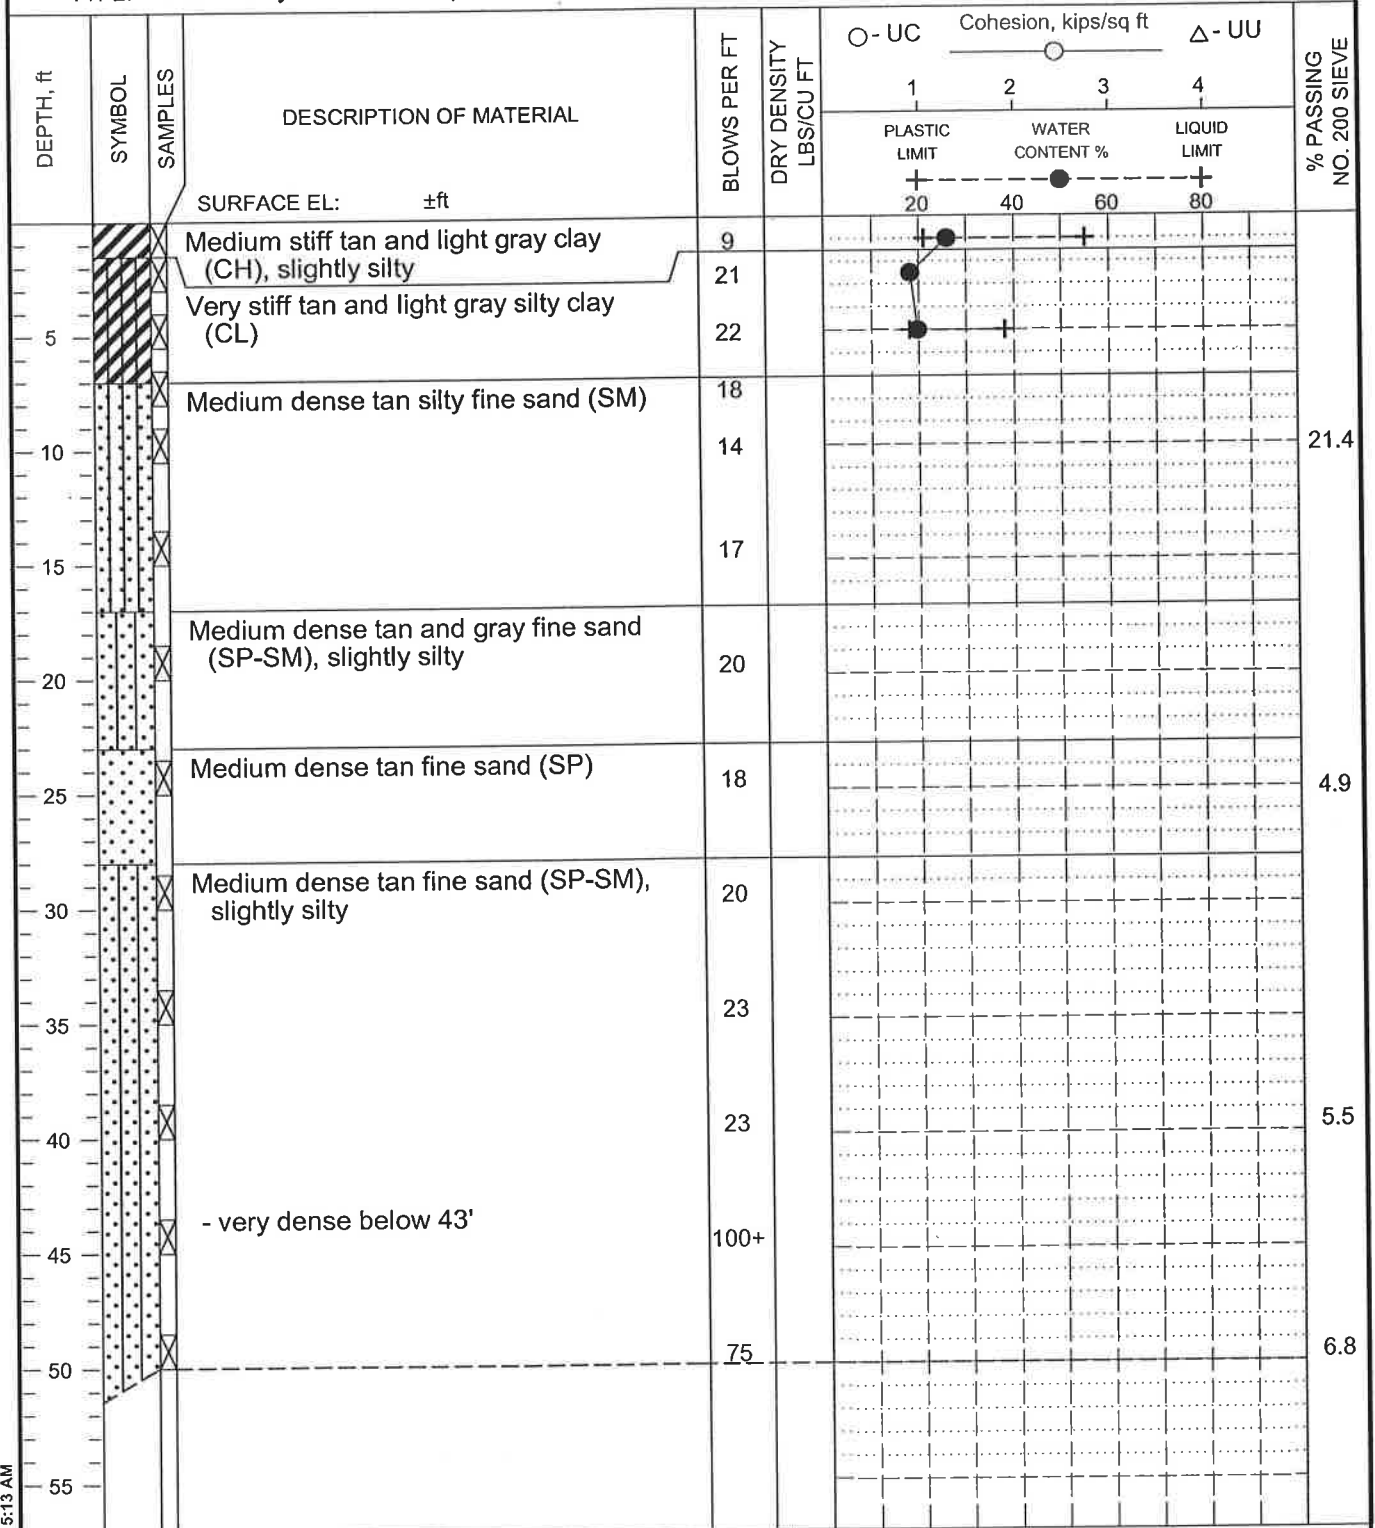 DEPTH, ft
SYMBOL
SAMPLES
DESCRIPTION OF MATERIAL
SURFACE EL: ±ft
BLOWS PER FT
DRY DENSITY
LBS/CU FT
- UC
Cohesion, kips/sq ft
- UU
1 2 3 4
PLASTIC
LIMIT
WATER
CONTENT %
LIQUID
LIMIT
20 40 60 80
% PASSING
NO. 200 SIEVE
Medium stiff tan and light gray clay
(CH), slightly silty
9
21
Very stiff tan and light gray silty clay
(CL)
5
22
Medium dense tan silty fine sand (SM)
18
10
14
21.4
15
17
Medium dense tan and gray fine sand
(SP-SM), slightly silty
20
20
Medium dense tan fine sand (SP)
25
18
4.9
Medium dense tan fine sand (SP-SM),
slightly silty
30
20
35
23
40
23
5.5
- very dense below 43'
45
100+
50
75
6.8
55
5:13 AM